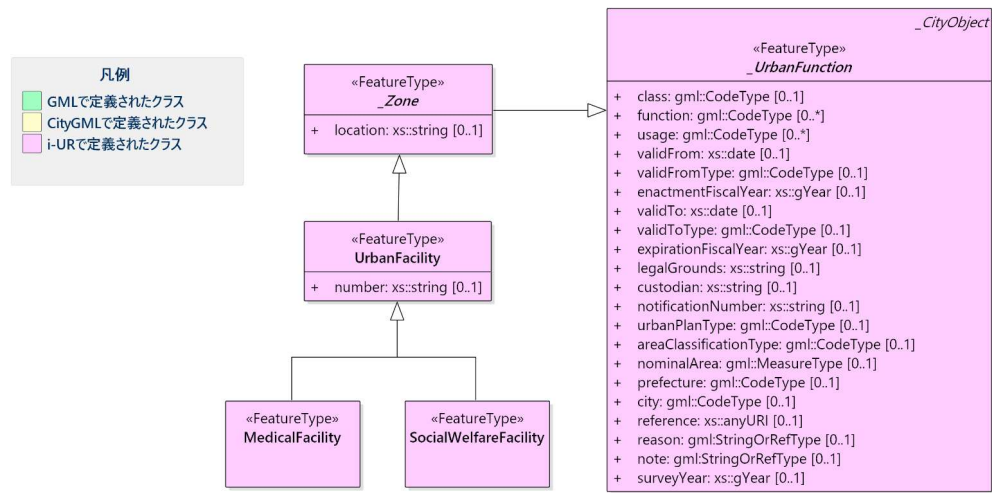 凡例
GMLで定義されたクラス
CityGMLで定義されたクラス
i-URで定義されたクラス
«FeatureType»
_Zone
+ location: xs::string [0..1]
«FeatureType»
UrbanFacility
+ number: xs::string [0..1]
«FeatureType»
MedicalFacility
«FeatureType»
SocialWelfareFacility
_CityObject
«FeatureType»
_UrbanFunction
+ class: gml::CodeType [0..1]
+ function: gml::CodeType [0..*]
+ usage: gml::CodeType [0..*]
+ validFrom: xs::date [0..1]
+ validFromType: gml::CodeType [0..1]
+ enactmentFiscalYear: xs::gYear [0..1]
+ validTo: xs::date [0..1]
+ validToType: gml::CodeType [0..1]
+ expirationFiscalYear: xs::gYear [0..1]
+ legalGrounds: xs::string [0..1]
+ custodian: xs::string [0..1]
+ notificationNumber: xs::string [0..1]
+ urbanPlanType: gml::CodeType [0..1]
+ areaClassificationType: gml::CodeType [0..1]
+ nominalArea: gml::MeasureType [0..1]
+ prefecture: gml::CodeType [0..1]
+ city: gml::CodeType [0..1]
+ reference: xs::anyURI [0..1]
+ reason: gml:StringOrRefType [0..1]
+ note: gml:StringOrRefType [0..1]
+ surveyYear: xs::gYear [0..1]